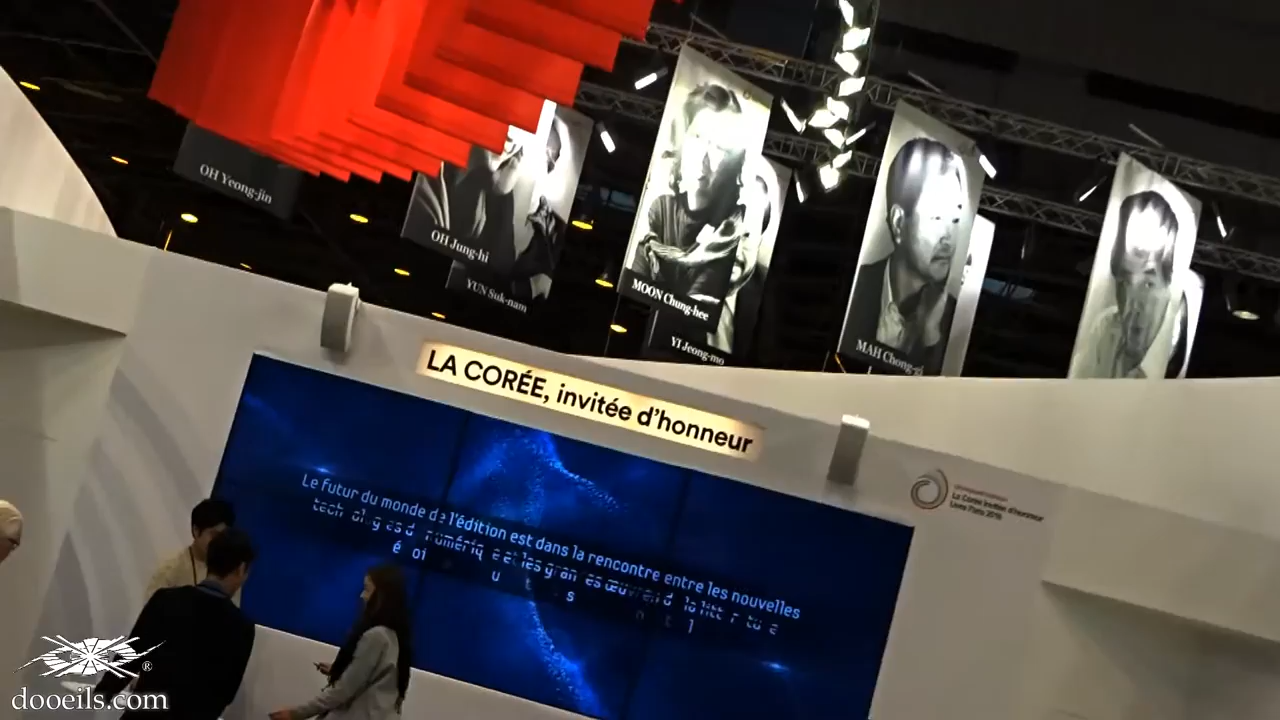 OH Yeong-jin
OH Jung-hi
YUN Suk-nam
MOON Chung-hee
YI Jeong-mo
MAH Chong-gi
LA CORÉE, invitée d'honneur
Le futur du monde de l'édition est dans la rencontre entre les nouvelles
La Corée invitée d'honneur
Livre Paris 2016
®
dooeils.com